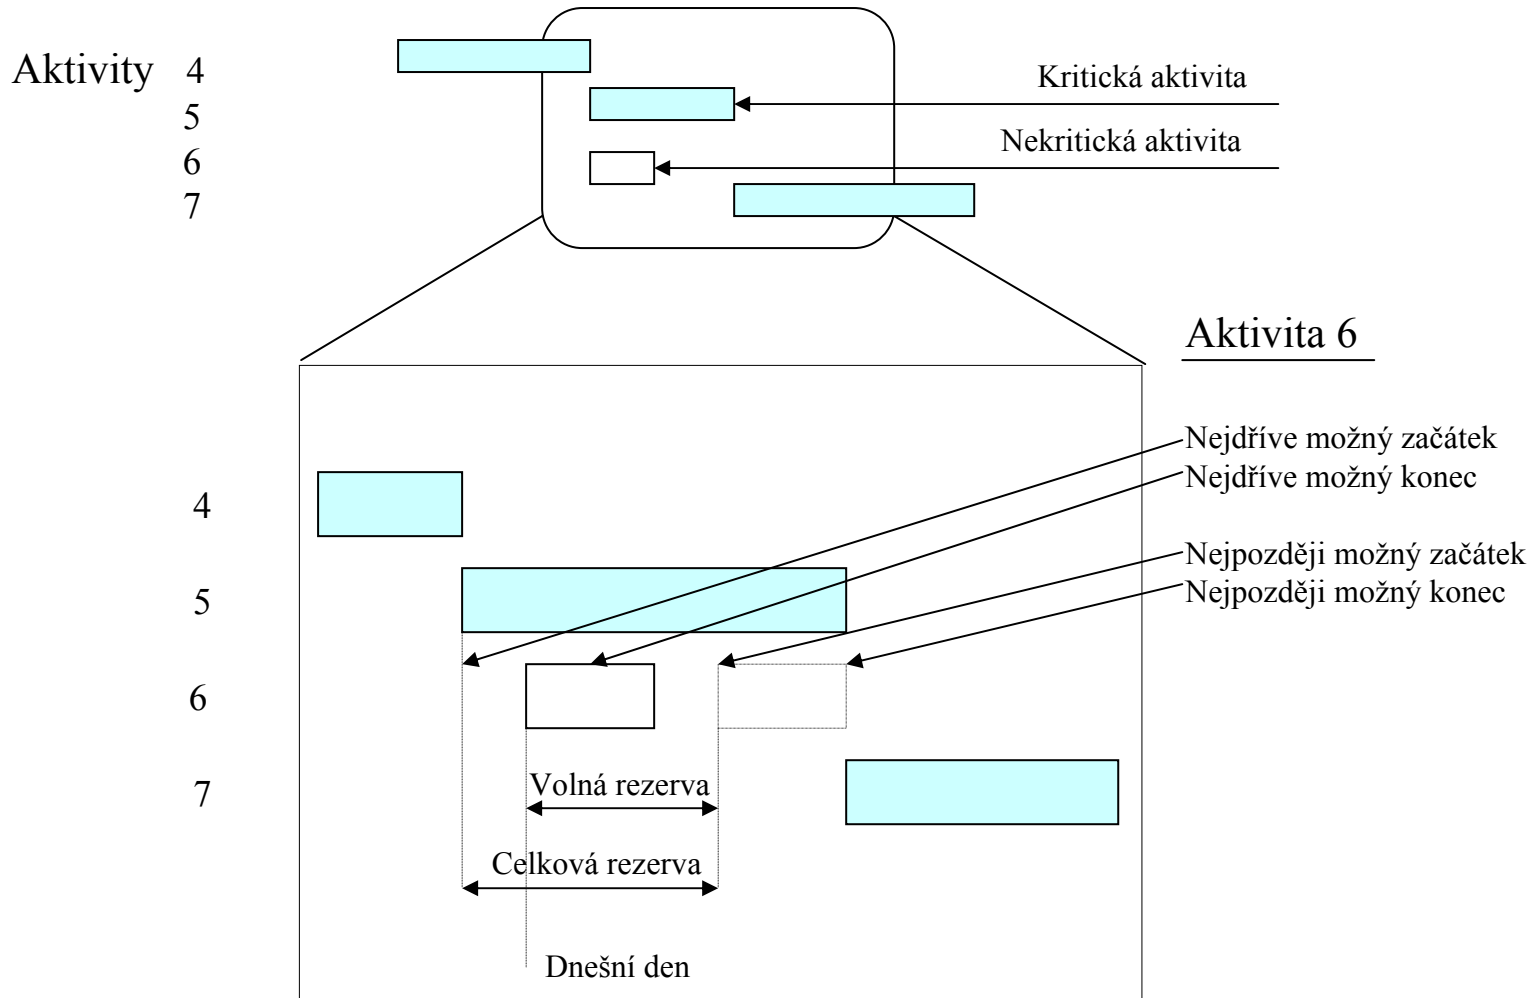 Aktivity 4
5
6
7
Kritická aktivita
Nekritická aktivita
Aktivita 6
Nejdříve možný začátek
Nejdříve možný konec
Nejpozději možný začátek
Nejpozději možný konec
4
5
6
7
Volná rezerva
Celková rezerva
Dnešní den